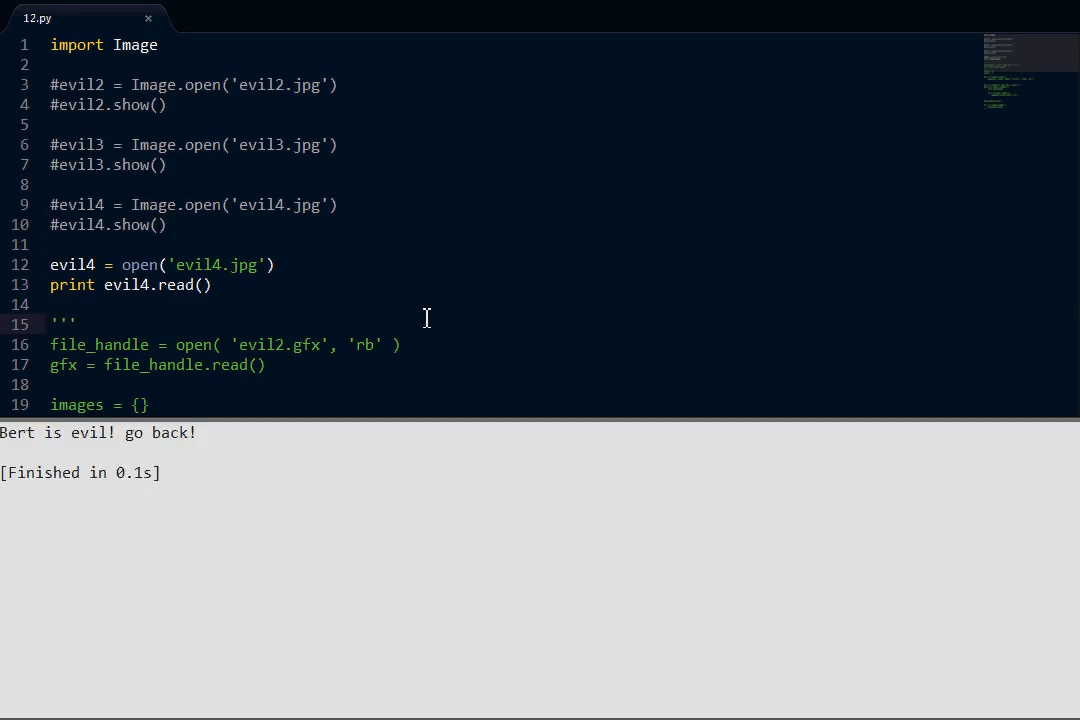 12.py ×
1 import Image
2
3 #evil2 = Image.open('evil2.jpg')
4 #evil2.show()
5
6 #evil3 = Image.open('evil3.jpg')
7 #evil3.show()
8
9 #evil4 = Image.open('evil4.jpg')
10 #evil4.show()
11
12 evil4 = open('evil4.jpg')
13 print evil4.read()
14
15 '''
16 file_handle = open( 'evil2.gfx', 'rb' )
17 gfx = file_handle.read()
18
19 images = {}
Bert is evil! go back!
[Finished in 0.1s]